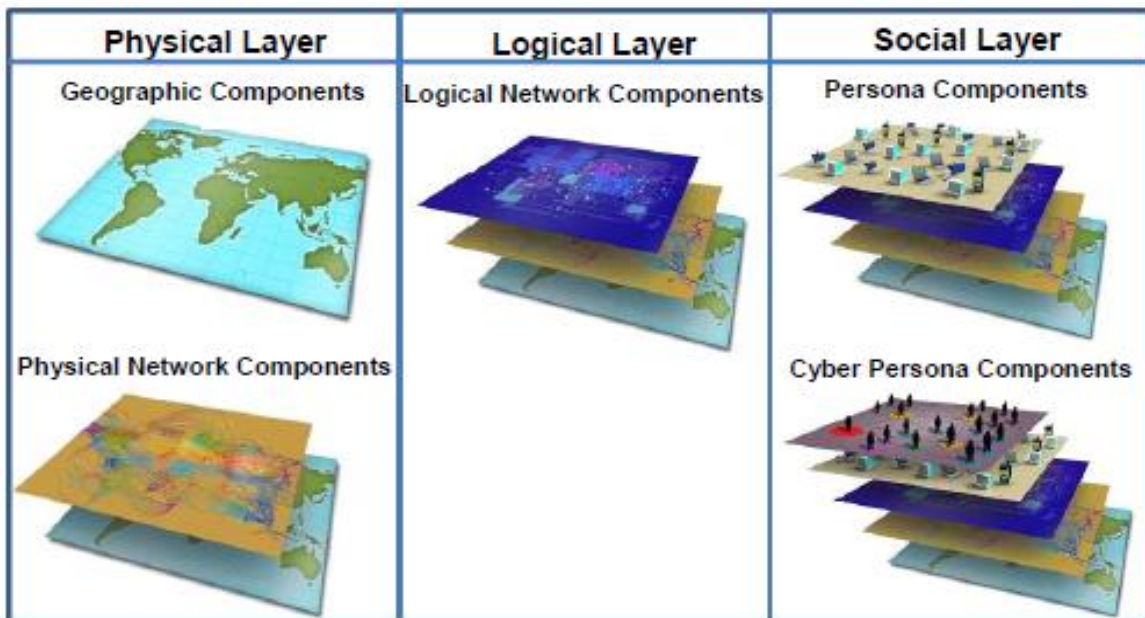 Physical Layer
Logical Layer
Social Layer
Geographic Components
Logical Network Components
Persona Components
Physical Network Components
Cyber Persona Components